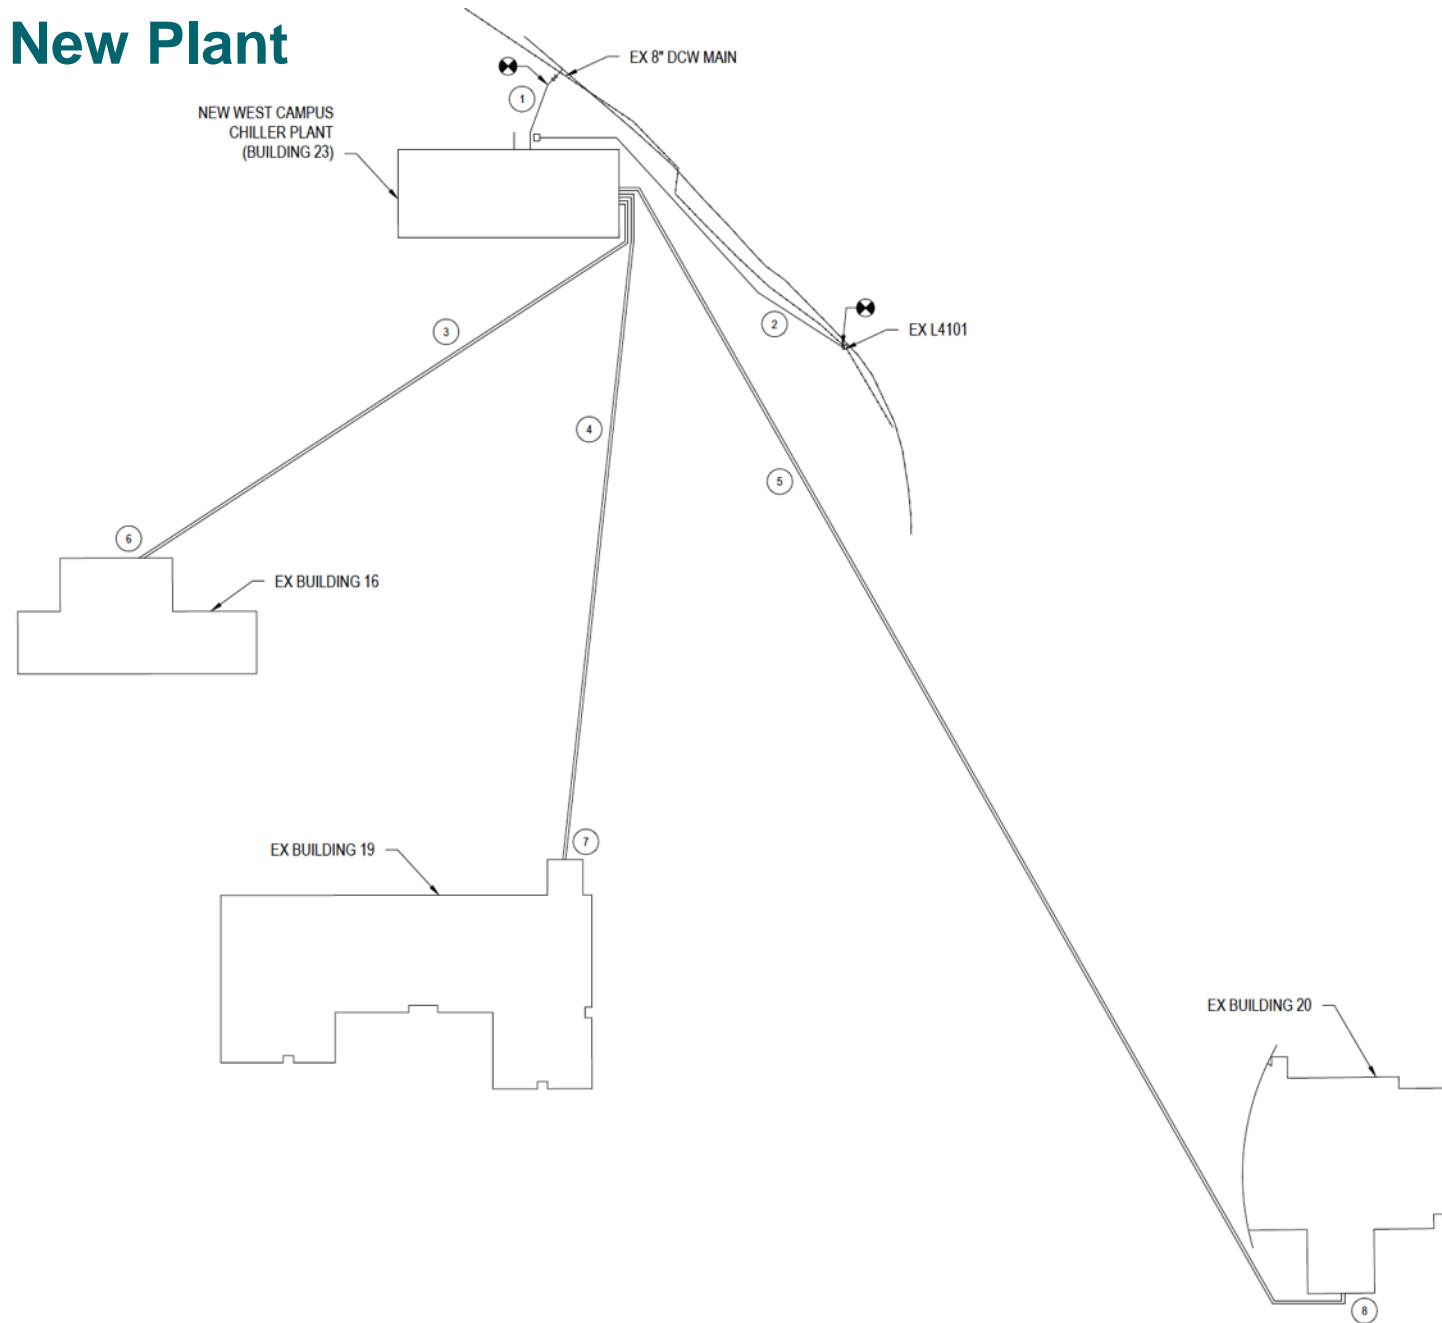 New Plant
EX 8" DCW MAIN
1
NEW WEST CAMPUS
CHILLER PLANT
(BUILDING 23)
2
EX L4101
3
4
5
6
EX BUILDING 16
7
EX BUILDING 19
EX BUILDING 20
8